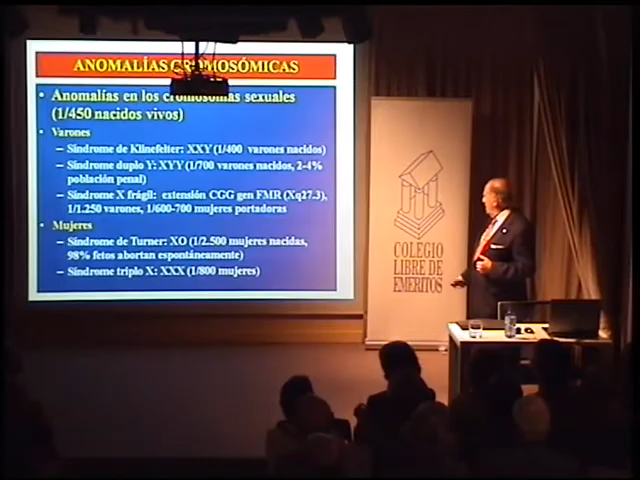 ANOMALÍAS CROMOSÓMICAS
• Anomalías en los cromosomas sexuales
(1/450 nacidos vivos)
• Varones
– Síndrome de Klinefelter: XXY (1/400 varones nacidos)
– Síndrome duplo Y: XYY (1/700 varones nacidos, 2-4%
población penal)
– Síndrome X frágil: extensión CGG gen FMR (Xq27.3),
1/1.250 varones, 1/600-700 mujeres portadoras
• Mujeres
– Síndrome de Turner: XO (1/2.500 mujeres nacidas,
98% fetos abortan espontáneamente)
– Síndrome triplo X: XXX (1/800 mujeres)
COLEGIO
LIBRE DE
EMÉRITOS